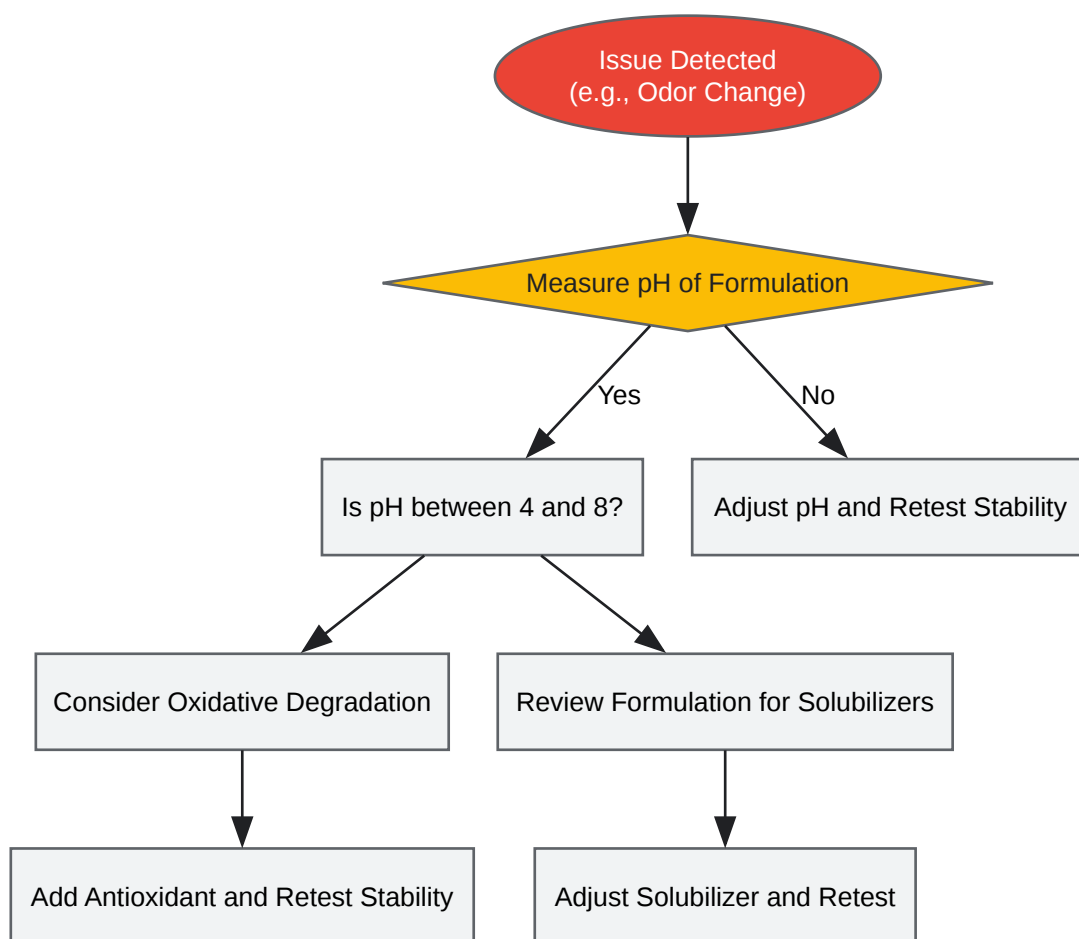 Issue Detected
(e.g., Odor Change)
Measure pH of Formulation
Yes
No
Is pH between 4 and 8?
Adjust pH and Retest Stability
Consider Oxidative Degradation
Review Formulation for Solubilizers
Add Antioxidant and Retest Stability
Adjust Solubilizer and Retest